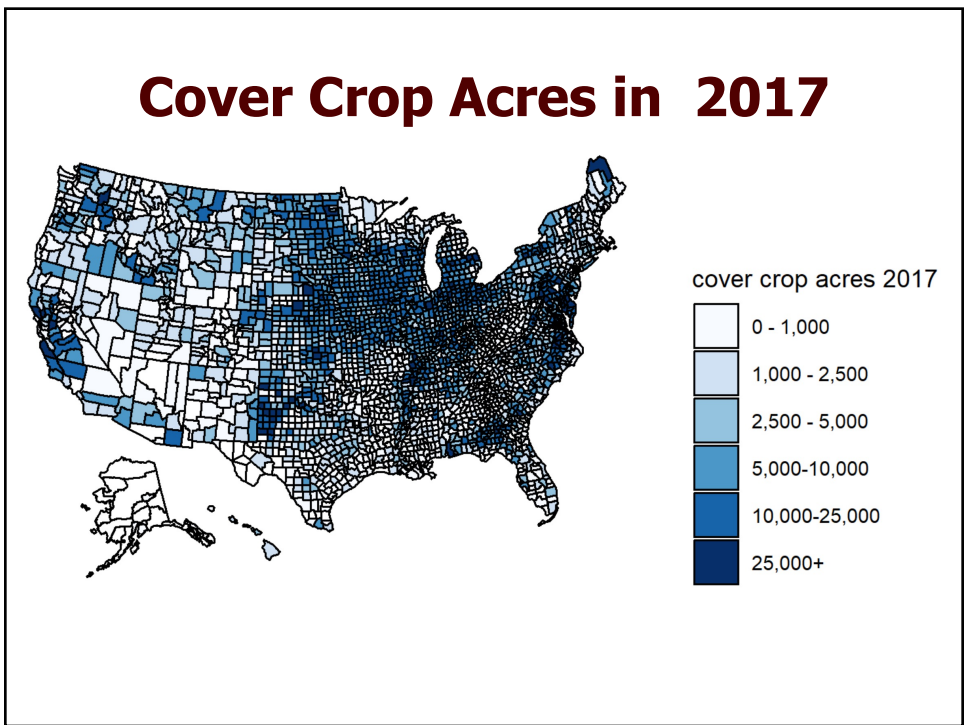 Cover Crop Acres in 2017
cover crop acres 2017
0 - 1,000
1,000 - 2,500
2,500 - 5,000
5,000-10,000
10,000-25,000
25,000+